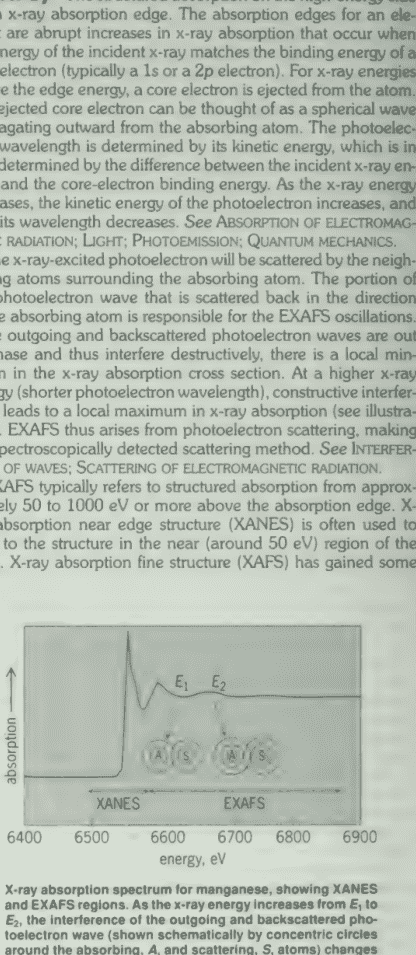 x-ray absorption edge. The absorption edges for an ele-
are abrupt increases in x-ray absorption that occur when
nergy of the incident x-ray matches the binding energy of a
electron (typically a 1s or a 2p electron). For x-ray energies
e the edge energy, a core electron is ejected from the atom.
ejected core electron can be thought of as a spherical wave
agating outward from the absorbing atom. The photoelec-
wavelength is determined by its kinetic energy, which is in
determined by the difference between the incident x-ray en-
and the core-electron binding energy. As the x-ray energy
ases, the kinetic energy of the photoelectron increases, and
its wavelength decreases. See ABSORPTION OF ELECTROMAG-
RADIATION; LIGHT; PHOTOEMISSION; QUANTUM MECHANICS.
e x-ray-excited photoelectron will be scattered by the neigh-
ng atoms surrounding the absorbing atom. The portion of
photoelectron wave that is scattered back in the direction
e absorbing atom is responsible for the EXAFS oscillations.
e outgoing and backscattered photoelectron waves are out
hase and thus interfere destructively, there is a local min-
m in the x-ray absorption cross section. At a higher x-ray
gy (shorter photoelectron wavelength), constructive interfer-
leads to a local maximum in x-ray absorption (see illustra-
. EXAFS thus arises from photoelectron scattering, making
spectroscopically detected scattering method. See INTERFER-
OF WAVES; SCATTERING OF ELECTROMAGNETIC RADIATION.
XAFS typically refers to structured absorption from approx-
ely 50 to 1000 eV or more above the absorption edge. X-
absorption near edge structure (XANES) is often used to
to the structure in the near (around 50 eV) region of the
. X-ray absorption fine structure (XAFS) has gained some
absorption
E1 E2
A S A S
XANES EXAFS
6400 6500 6600 6700 6800 6900
energy, eV
X-ray absorption spectrum for manganese, showing XANES
and EXAFS regions. As the x-ray energy increases from E1 to
E2, the interference of the outgoing and backscattered pho-
toelectron wave (shown schematically by concentric circles
around the absorbing, A, and scattering, S, atoms) changes